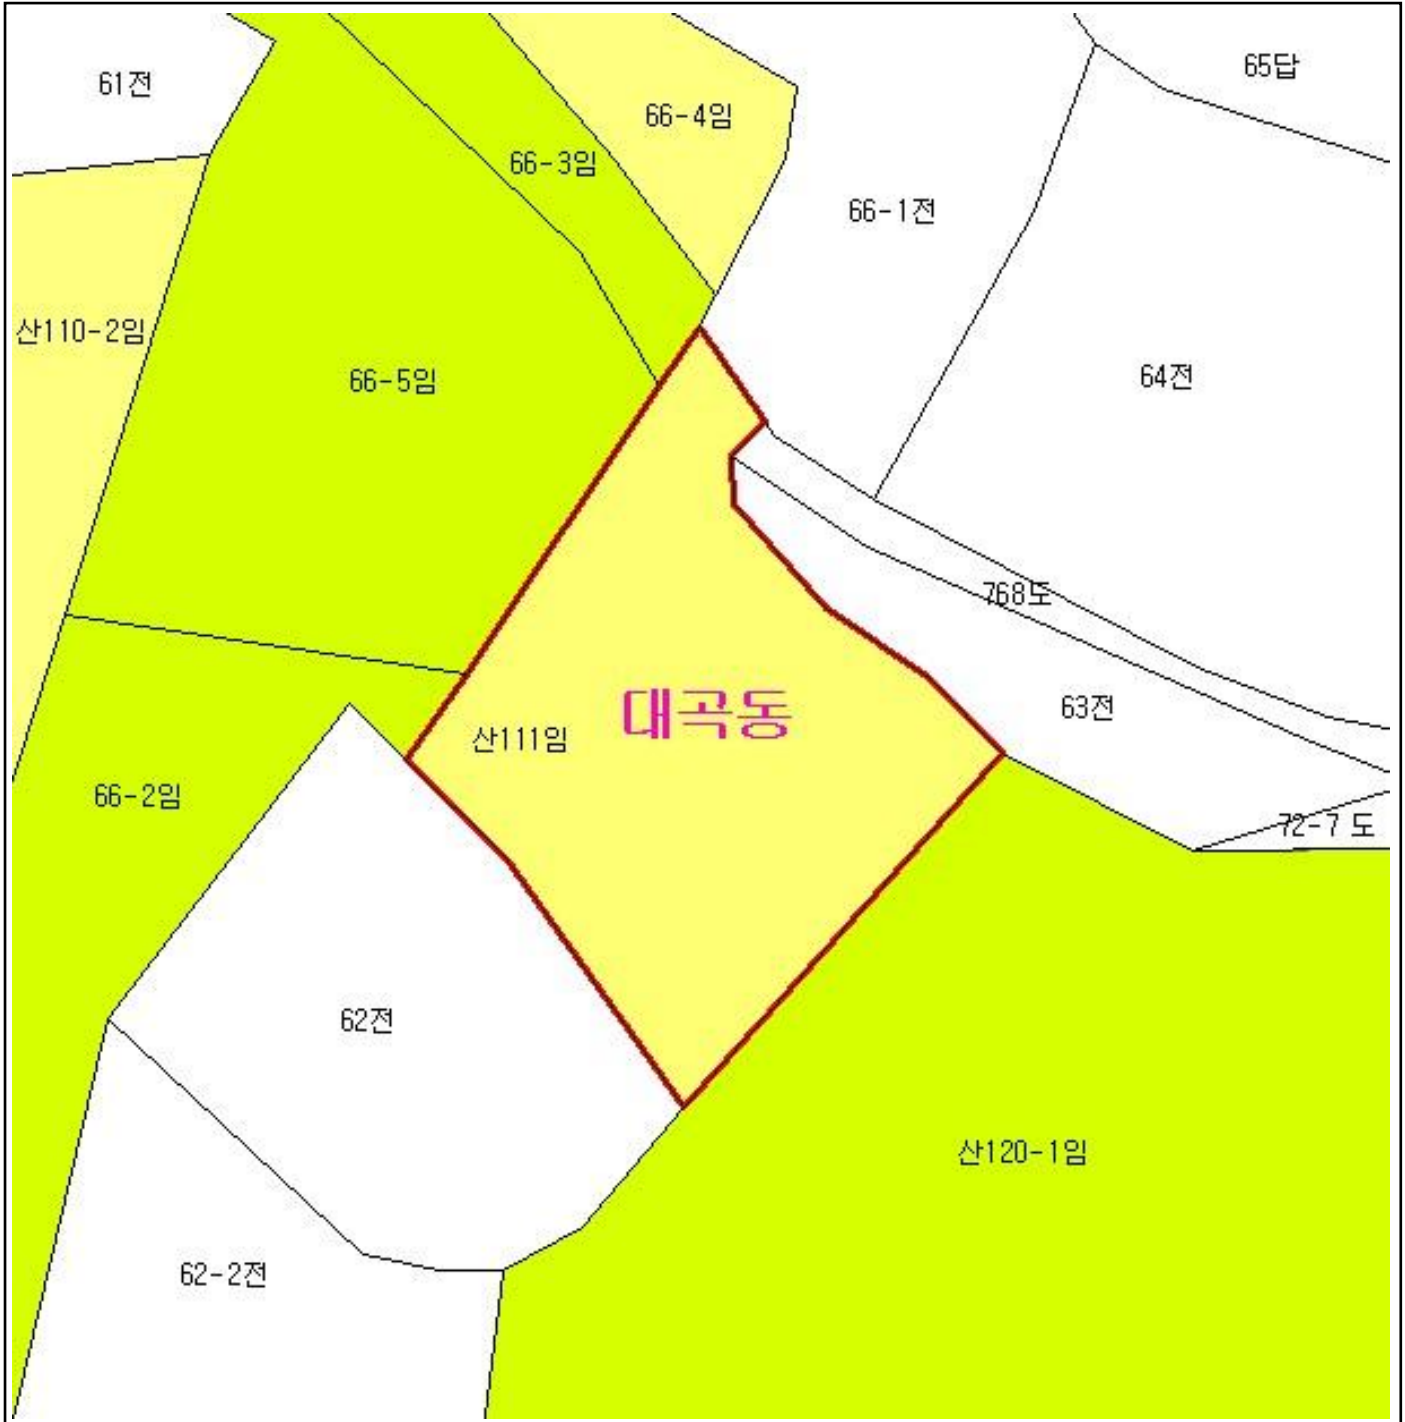 61전
65답
66-4임
66-3임
66-1전
산110-2임
66-5임
64전
768도
63전
대곡동
산111임
66-2임
72-7 도
62전
산120-1임
62-2전